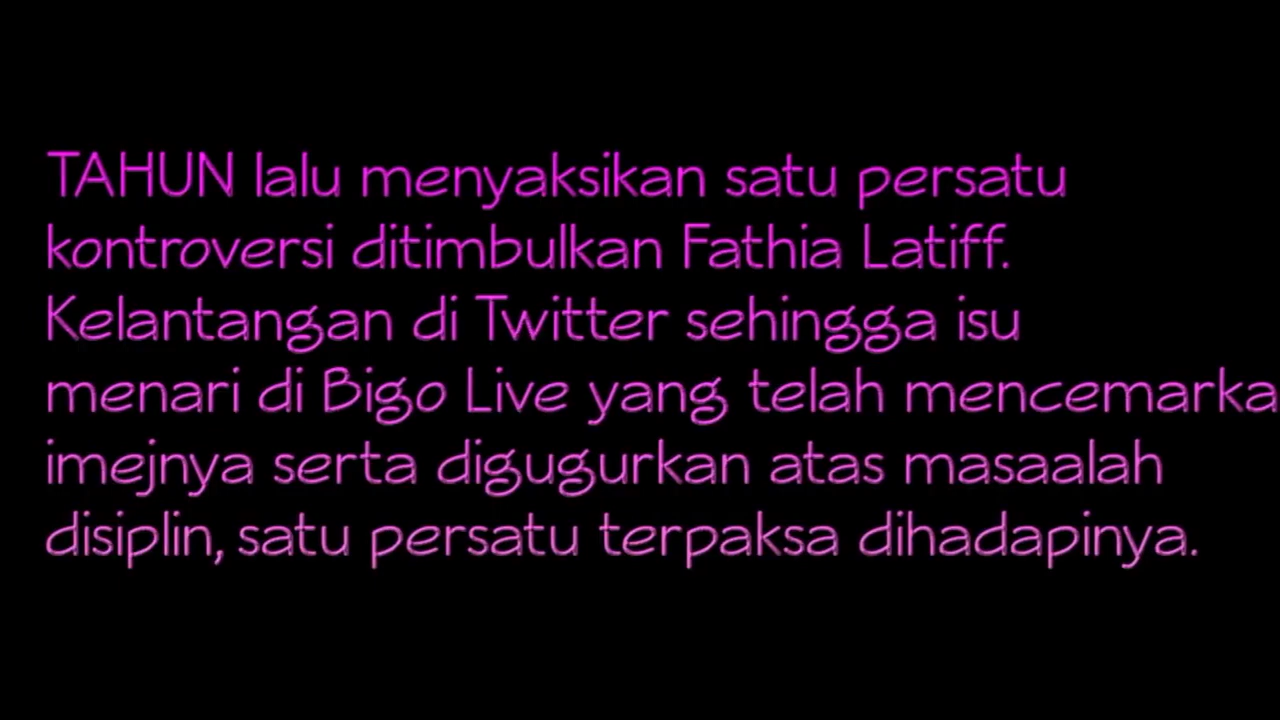 TAHUN lalu menyaksikan satu persatu
kontroversi ditimbulkan Fathia Latiff.
Kelantangan di Twitter sehingga isu
menari di Bigo Live yang telah mencemarka
imejnya serta digugurkan atas masaalah
disiplin, satu persatu terpaksa dihadapinya.